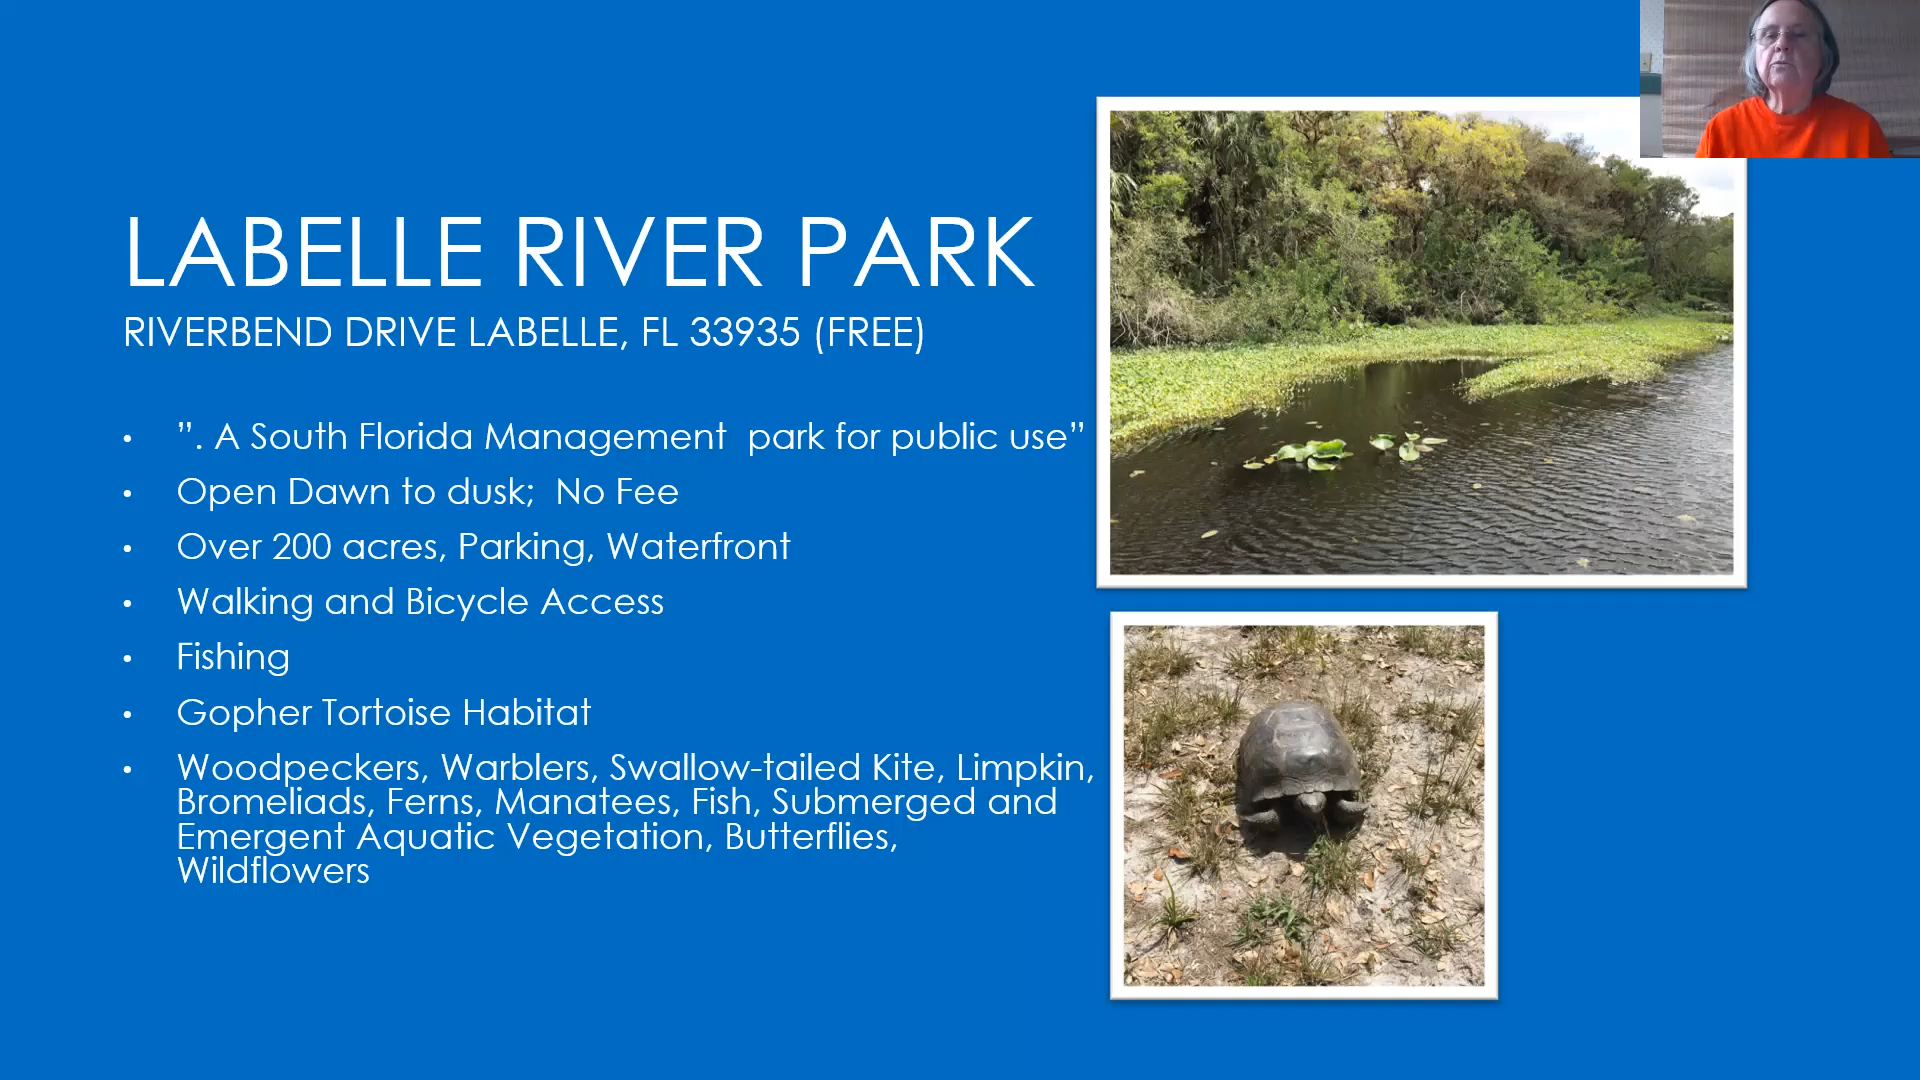 LABELLE RIVER PARK
RIVERBEND DRIVE LABELLE, FL 33935 (FREE)
• ”. A South Florida Management  park for public use”
• Open Dawn to dusk;  No Fee
• Over 200 acres, Parking, Waterfront
• Walking and Bicycle Access
• Fishing
• Gopher Tortoise Habitat
• Woodpeckers, Warblers, Swallow-tailed Kite, Limpkin,
Bromeliads, Ferns, Manatees, Fish, Submerged and
Emergent Aquatic Vegetation, Butterflies,
Wildflowers